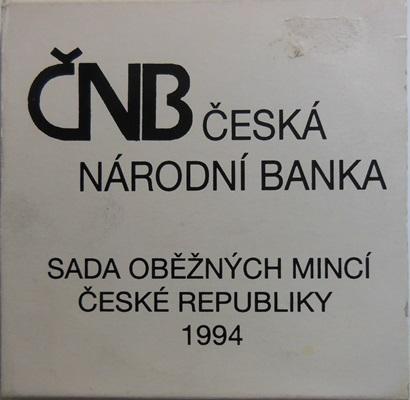 ČNB ČESKÁ
NÁRODNÍ BANKA
SADA OBĚŽNÝCH MINCÍ
ČESKÉ REPUBLIKY
1994